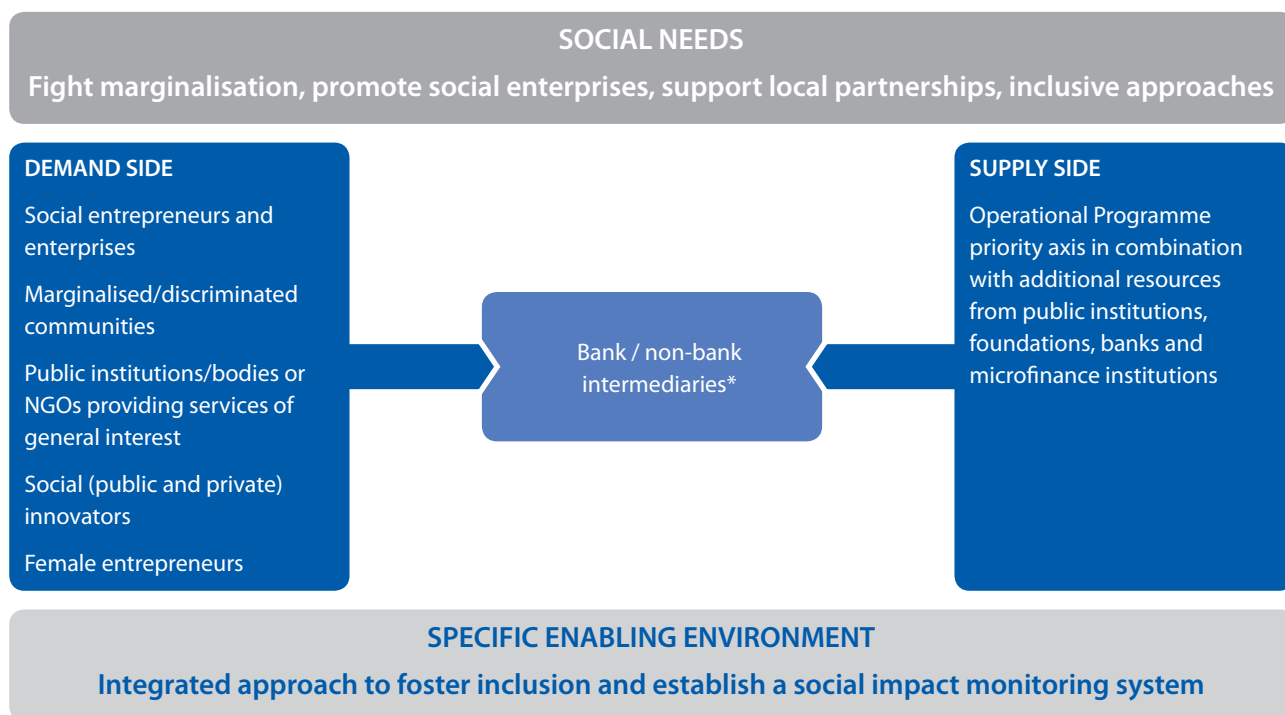 SOCIAL NEEDS
Fight marginalisation, promote social enterprises, support local partnerships, inclusive approaches
DEMAND SIDE
Social entrepreneurs and
enterprises
Marginalised/discriminated
communities
Public institutions/bodies or
NGOs providing services of
general interest
Social (public and private)
innovators
Female entrepreneurs
Bank / non-bank
intermediaries*
SUPPLY SIDE
Operational Programme
priority axis in combination
with additional resources
from public institutions,
foundations, banks and
microfinance institutions
SPECIFIC ENABLING ENVIRONMENT
Integrated approach to foster inclusion and establish a social impact monitoring system